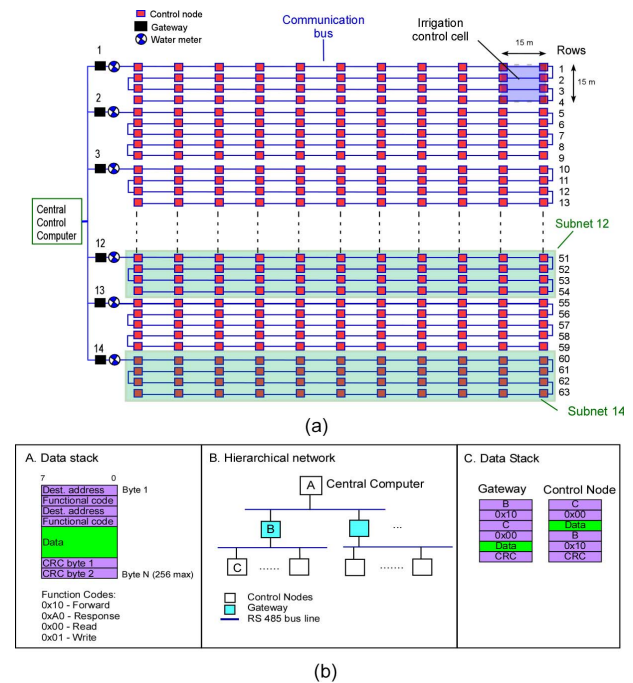 Control node
Gateway
Water meter
Communication
bus
Irrigation
control cell
15 m
Rows
15 m
1
2
3
12
13
14
Central
Control
Computer
1
2
3
4
5
6
7
8
9
10
11
12
13
Subnet 12
51
52
53
54
55
56
57
58
59
60
61
62
63
Subnet 14
(a)
A. Data stack
7 0
Dest. address Byte 1
Functional code
Dest. address
Functional code
Data
CRC byte 1
CRC byte 2 Byte N (256 max)
Function Codes:
0x10 - Forward
0xA0 - Response
0x00 - Read
0x01 - Write
B. Hierarchical network
A Central Computer
B ...
C ....... ........
Control Nodes
Gateway
RS 485 bus line
C. Data Stack
Gateway Control Node
B C
0x10 0x00
C Data
0x00 B
Data 0x10
CRC CRC
(b)